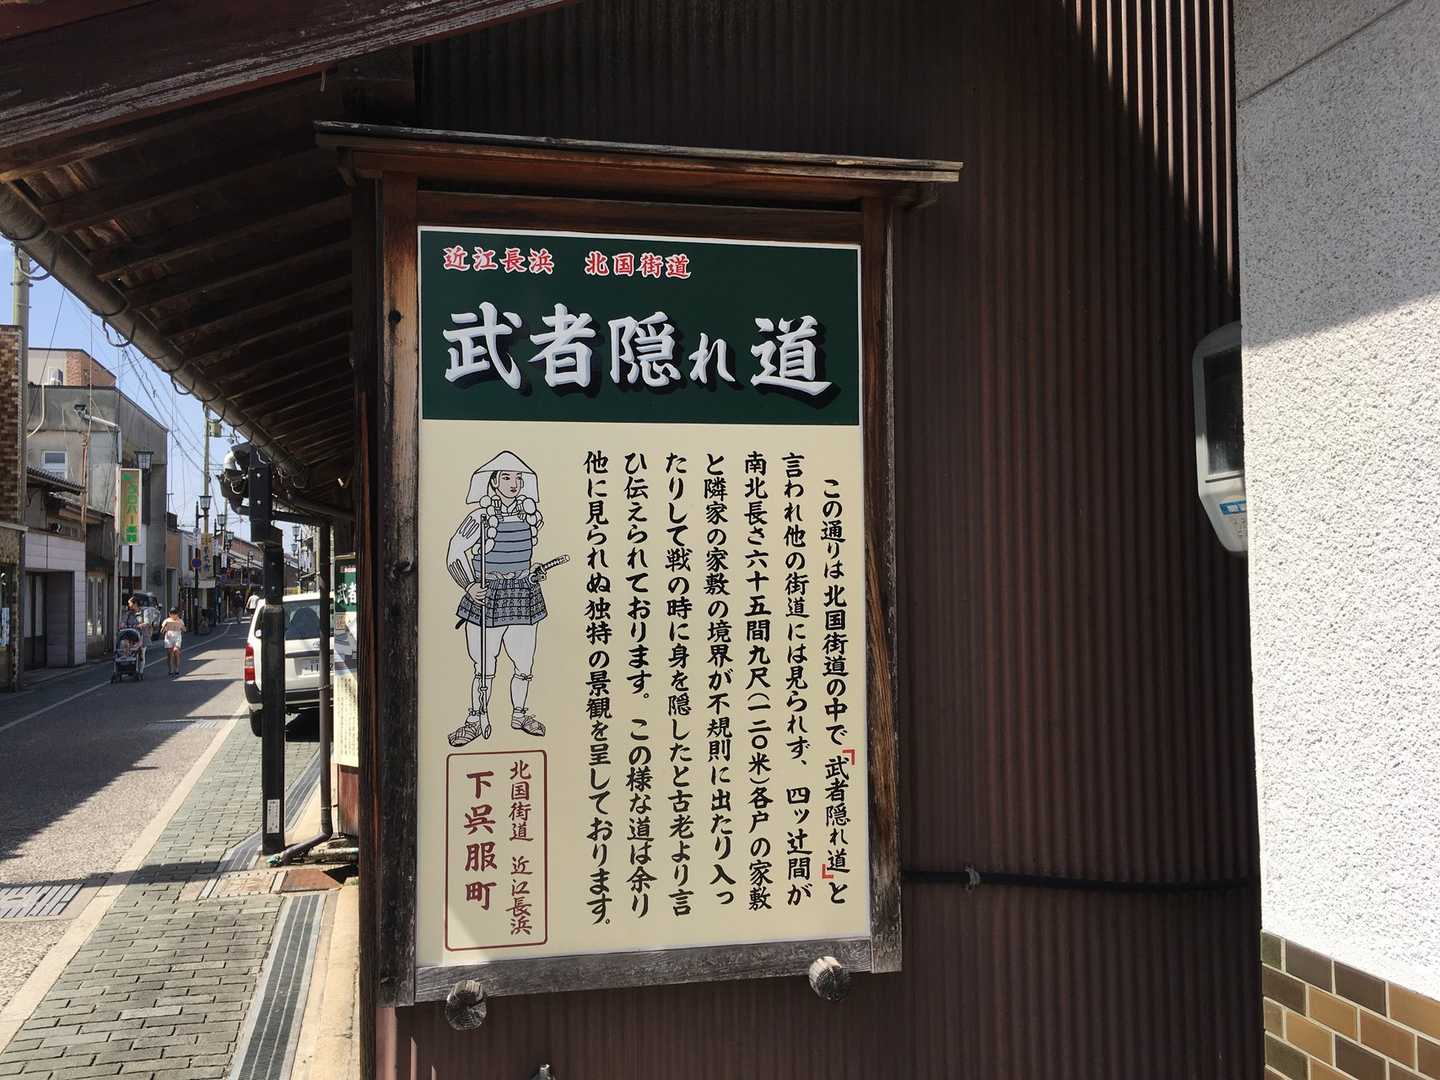 近江長浜　北国街道
武者隠れ道
この通りは北国街道の中で「武者隠れ道」と
言われ他の街道には見られず、四ッ辻間が
南北長さ六十五間九尺(一二〇米)各戸の家敷
と隣家の家敷の境界が不規則に出たり入っ
たりして戦の時に身を隠したと古老より言
ひ伝えられております。この様な道は余り
他に見られぬ独特の景観を呈しております。
北国街道　近江長浜
下呉服町